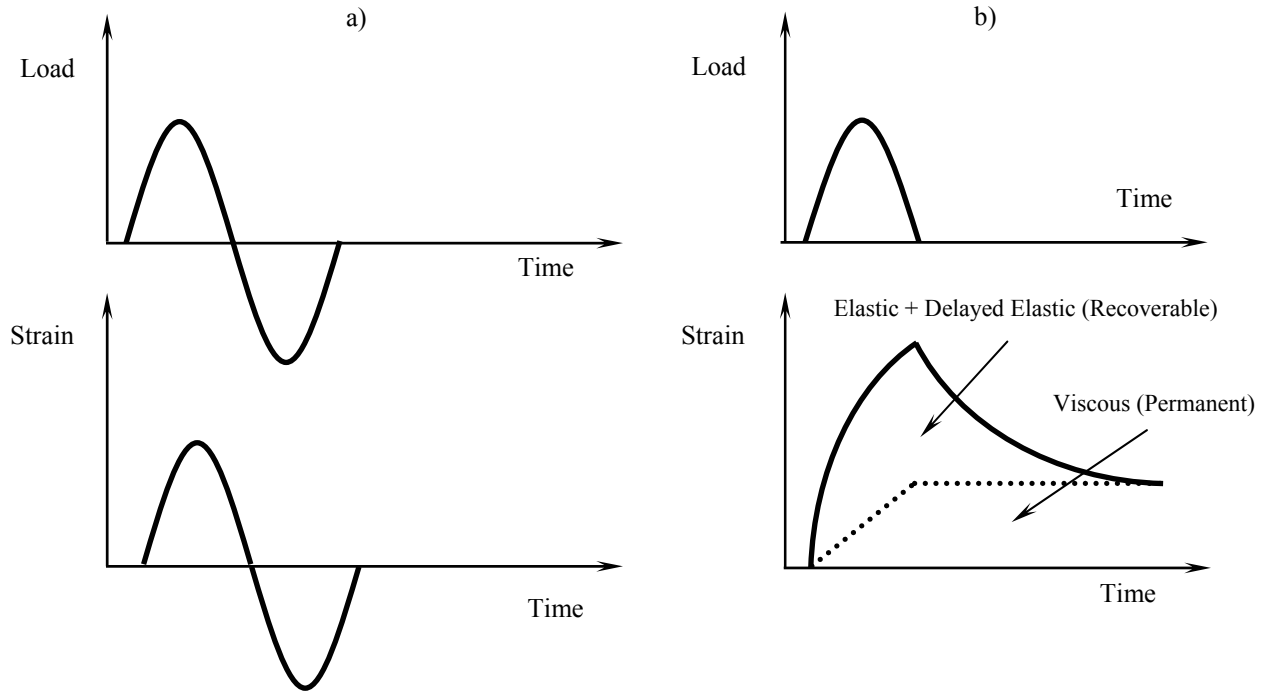 a)
Load
Time
Strain
Time
b)
Load
Time
Elastic + Delayed Elastic (Recoverable)
Strain
Viscous (Permanent)
Time